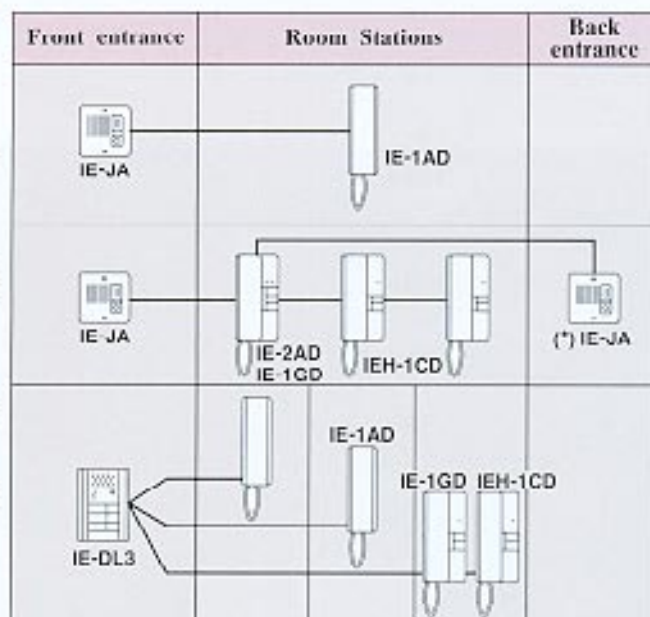 Front entrance
Room Stations
Back
entrance
IE-JA
IE-1AD
IE-JA
IE-2AD
IE-1GD
IEH-1CD
(*) IE-JA
IE-DL3
IE-1AD
IE-1GD
IEH-1CD